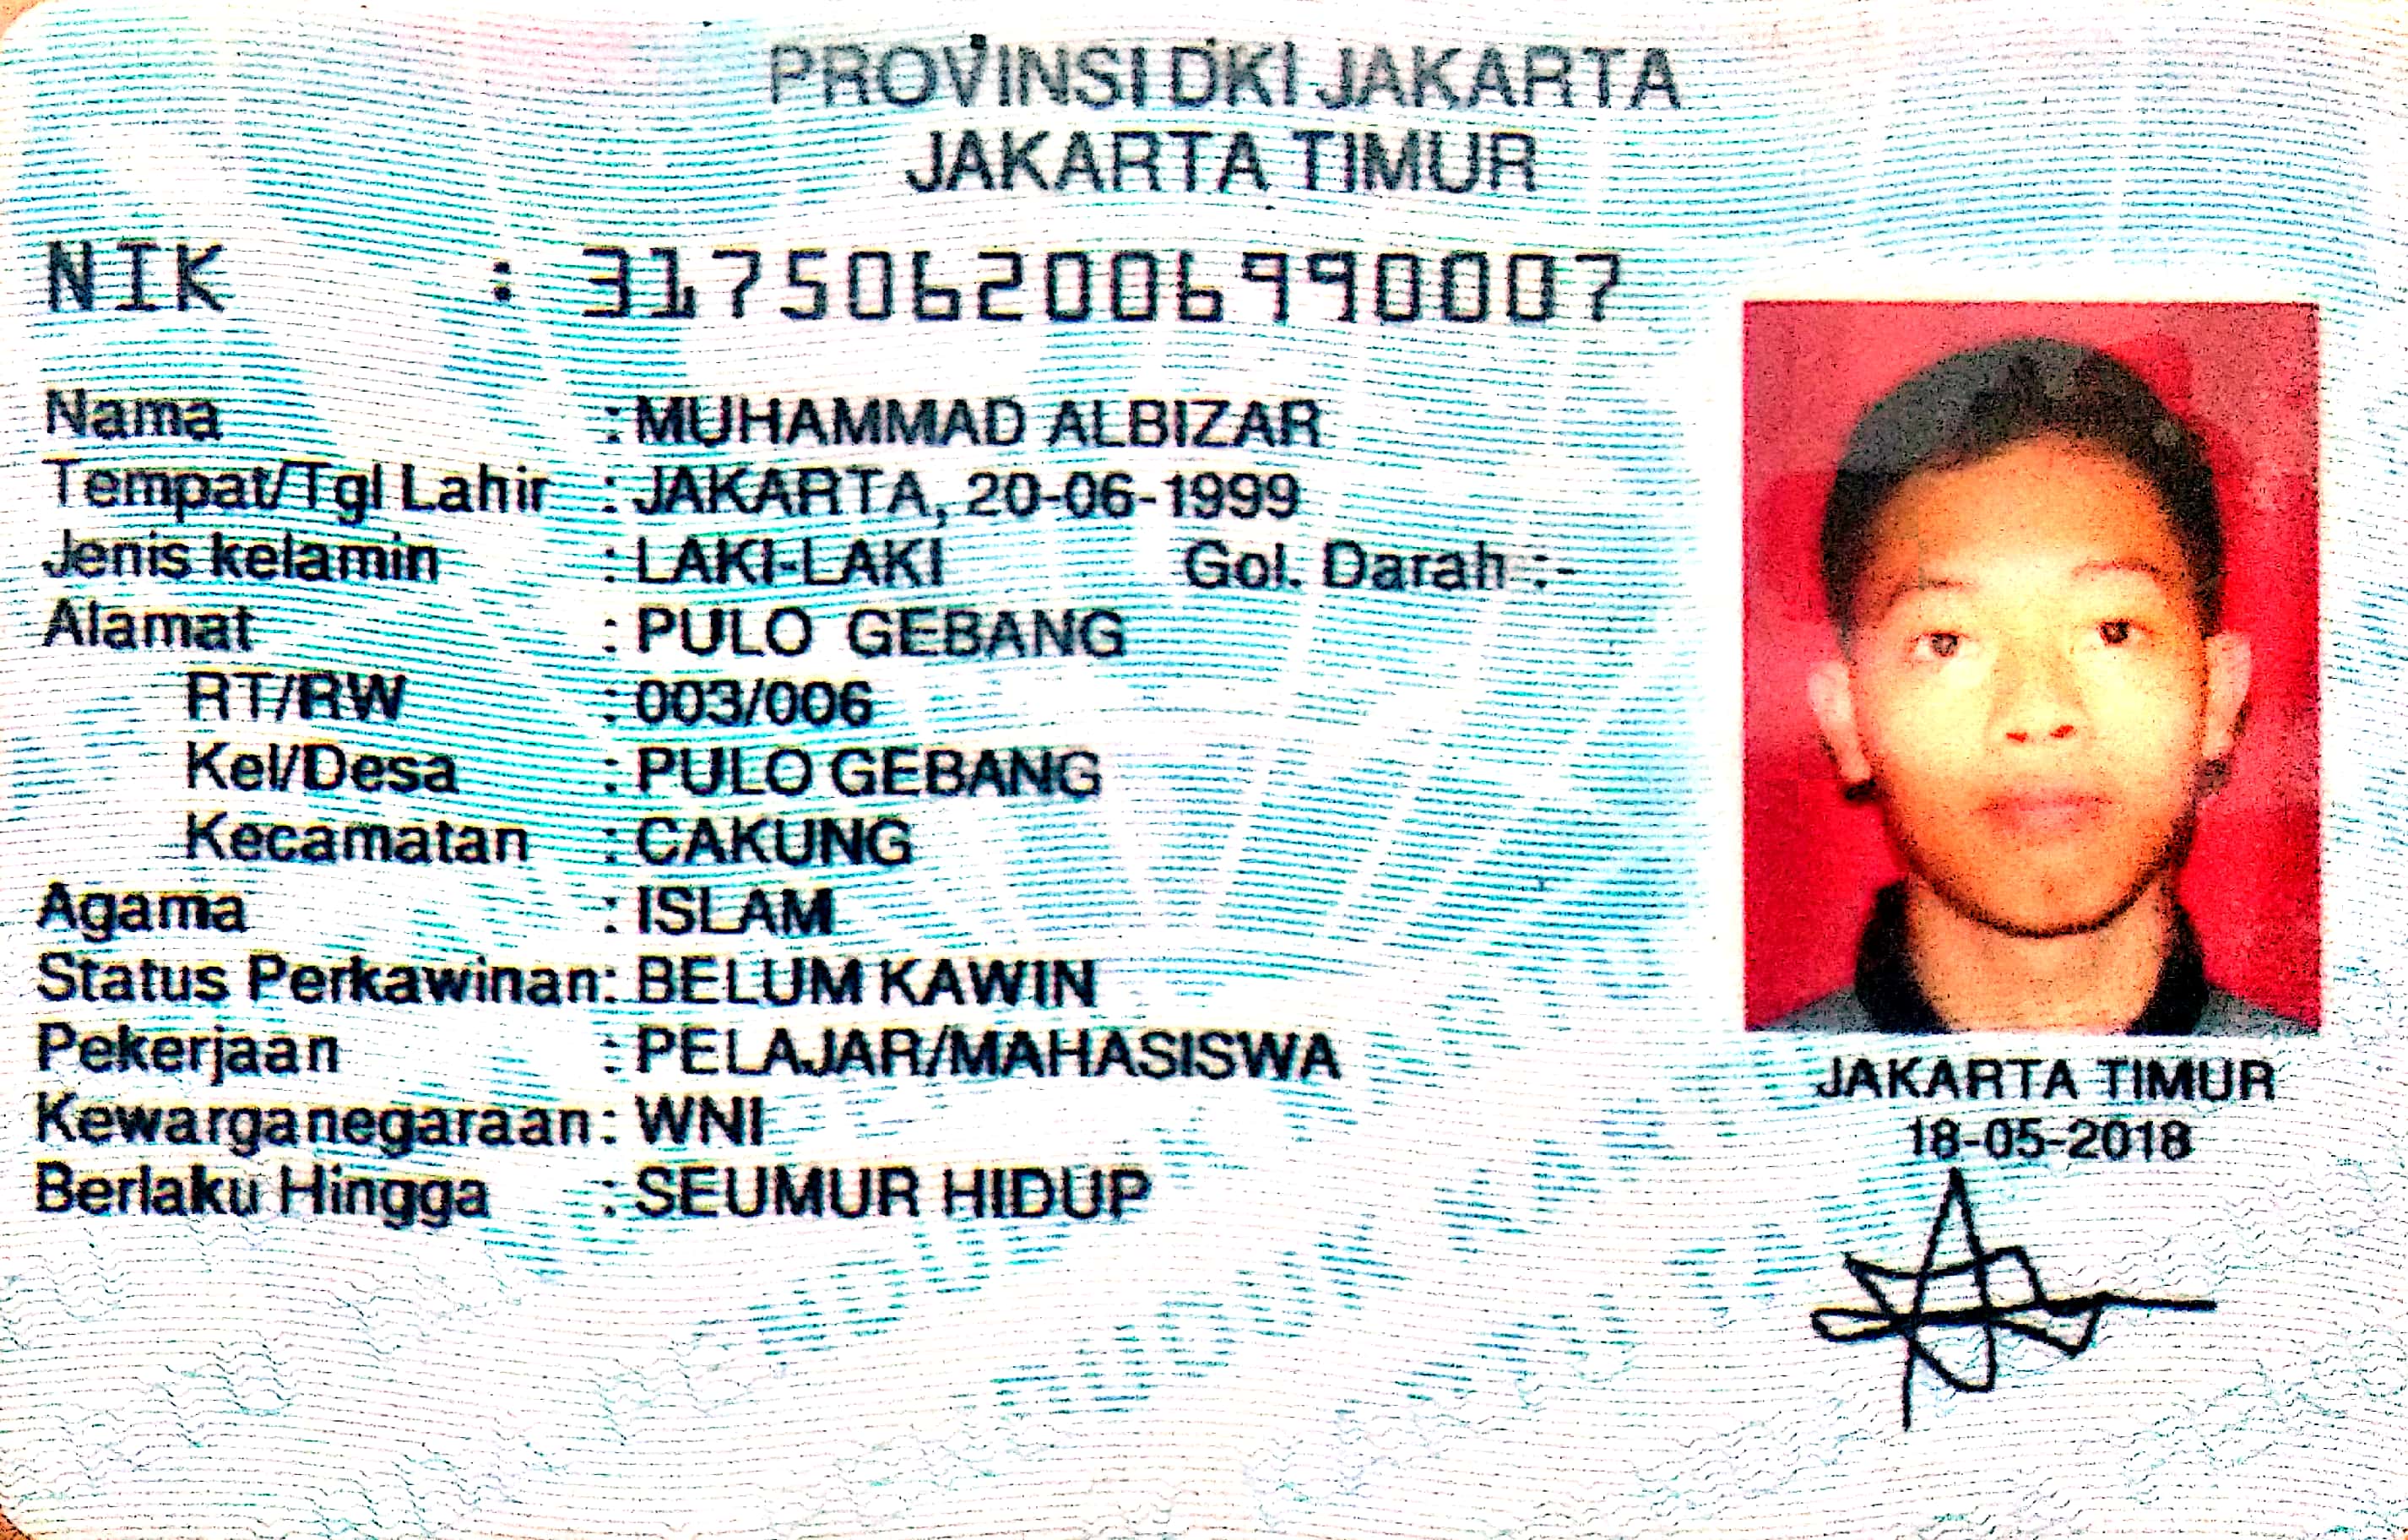 PROVINSI DKI JAKARTA
JAKARTA TIMUR
NIK : 3175062006990007
Nama : MUHAMMAD ALBIZAR
Tempat/Tgl Lahir : JAKARTA, 20-06-1999
Jenis kelamin : LAKI-LAKI Gol. Darah :-
Alamat : PULO GEBANG
RT/RW : 003/006
Kel/Desa : PULO GEBANG
Kecamatan : CAKUNG
Agama : ISLAM
Status Perkawinan: BELUM KAWIN
Pekerjaan : PELAJAR/MAHASISWA
Kewarganegaraan: WNI
Berlaku Hingga : SEUMUR HIDUP
JAKARTA TIMUR
18-05-2018